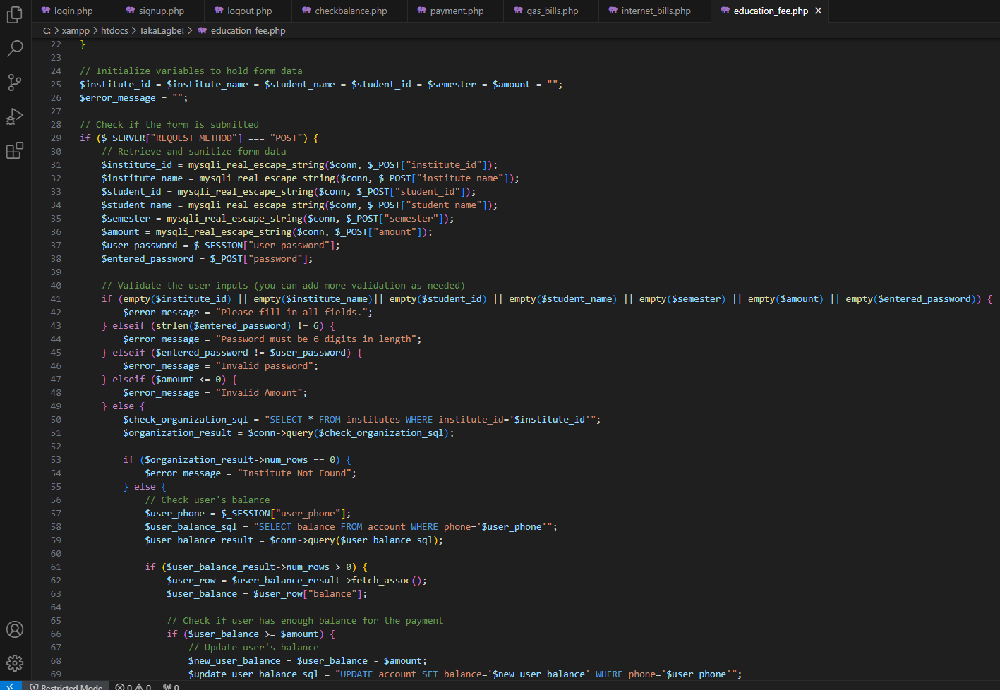 login.php signup.php logout.php checkbalance.php payment.php gas_bills.php internet_bills.php education_fee.php
C: > xampp > htdocs > TakaLagbe! > education_fee.php
22 }
23
24 // Initialize variables to hold form data
25 $institute_id = $institute_name = $student_name = $student_id = $semester = $amount = "";
26 $error_message = "";
27
28 // Check if the form is submitted
29 if ($_SERVER["REQUEST_METHOD"] === "POST") {
30 // Retrieve and sanitize form data
31 $institute_id = mysqli_real_escape_string($conn, $_POST["institute_id"]);
32 $institute_name = mysqli_real_escape_string($conn, $_POST["institute_name"]);
33 $student_id = mysqli_real_escape_string($conn, $_POST["student_id"]);
34 $student_name = mysqli_real_escape_string($conn, $_POST["student_name"]);
35 $semester = mysqli_real_escape_string($conn, $_POST["semester"]);
36 $amount = mysqli_real_escape_string($conn, $_POST["amount"]);
37 $user_password = $_SESSION["user_password"];
38 $entered_password = $_POST["password"];
39
40 // Validate the user inputs (you can add more validation as needed)
41 if (empty($institute_id) || empty($institute_name)|| empty($student_id) || empty($student_name) || empty($semester) || empty($amount) || empty($entered_password)) {
42 $error_message = "Please fill in all fields.";
43 } elseif (strlen($entered_password) != 6) {
44 $error_message = "Password must be 6 digits in length";
45 } elseif ($entered_password != $user_password) {
46 $error_message = "Invalid password";
47 } elseif ($amount <= 0) {
48 $error_message = "Invalid Amount";
49 } else {
50 $check_organization_sql = "SELECT * FROM institutes WHERE institute_id='$institute_id'";
51 $organization_result = $conn->query($check_organization_sql);
52
53 if ($organization_result->num_rows == 0) {
54 $error_message = "Institute Not Found";
55 } else {
56 // Check user's balance
57 $user_phone = $_SESSION["user_phone"];
58 $user_balance_sql = "SELECT balance FROM account WHERE phone='$user_phone'";
59 $user_balance_result = $conn->query($user_balance_sql);
60
61 if ($user_balance_result->num_rows > 0) {
62 $user_row = $user_balance_result->fetch_assoc();
63 $user_balance = $user_row["balance"];
64
65 // Check if user has enough balance for the payment
66 if ($user_balance >= $amount) {
67 // Update user's balance
68 $new_user_balance = $user_balance - $amount;
69 $update_user_balance_sql = "UPDATE account SET balance='$new_user_balance' WHERE phone='$user_phone'";
Restricted Mode 0 0 0